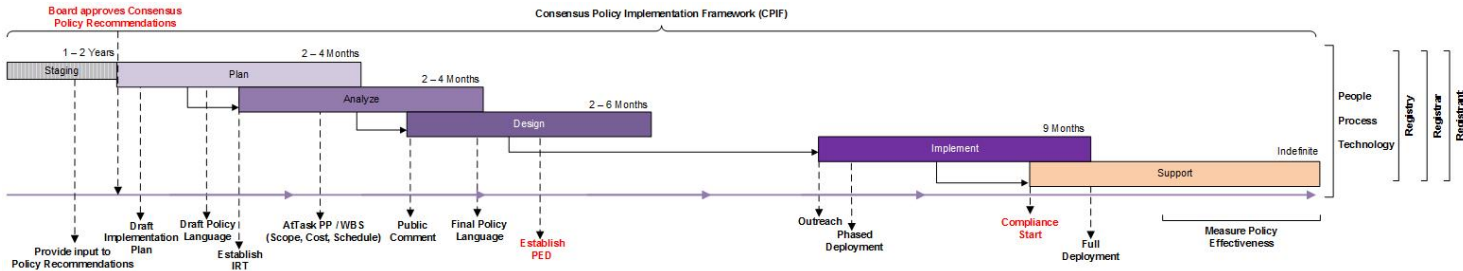 Board approves Consensus
Policy Recommendations
Consensus Policy Implementation Framework (CPIF)
1 – 2 Years
Staging
2 – 4 Months
Plan
2 – 4 Months
Analyze
2 – 6 Months
Design
9 Months
Implement
Indefinite
Support
People
Process
Technology
Registry
Registrar
Registrant
Provide input to
Policy Recommendations
Draft
Implementation
Plan
Draft Policy
Language
Establish
IRT
AtTask PP / WBS
(Scope, Cost, Schedule)
Public
Comment
Final Policy
Language
Establish
PED
Outreach
Phased
Deployment
Compliance
Start
Full
Deployment
Measure Policy
Effectiveness